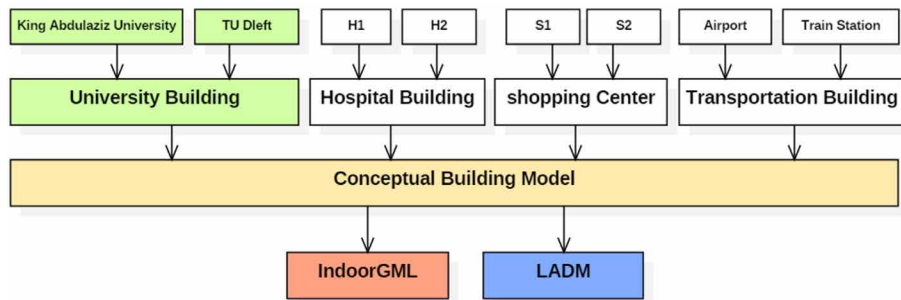 King Abdulaziz University TU Dleft H1 H2 S1 S2 Airport Train Station
University Building Hospital Building shopping Center Transportation Building
Conceptual Building Model
IndoorGML LADM